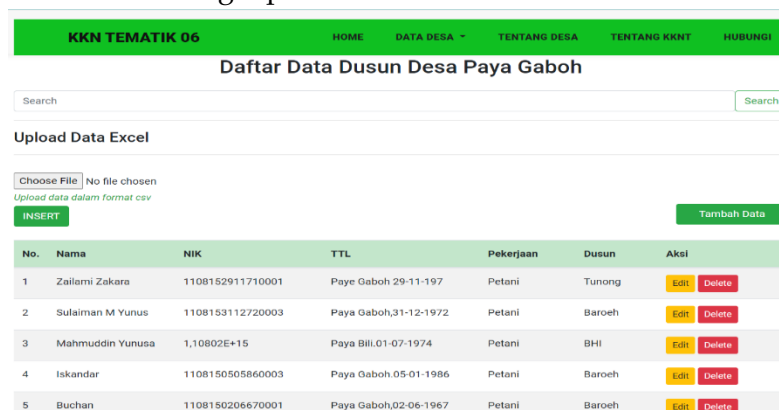 KKN TEMATIK 06 HOME DATA DESA TENTANG DESA TENTANG KKNT HUBUNGI
Daftar Data Dusun Desa Paya Gaboh
Search Search
Upload Data Excel
Choose File No file chosen
Upload data dalam format csv
INSERT Tambah Data
No. Nama NIK TTL Pekerjaan Dusun Aksi
1 Zailami Zakara 1108152911710001 Paye Gaboh 29-11-197 Petani Tunong Edit Delete
2 Sulaiman M Yunus 1108153112720003 Paya Gaboh,31-12-1972 Petani Baroeh Edit Delete
3 Mahmuddin Yunusa 1,10802E+15 Paya Bili.01-07-1974 Petani BHI Edit Delete
4 Iskandar 1108150505860003 Paya Gaboh.05-01-1986 Petani Baroeh Edit Delete
5 Buchan 1108150206670001 Paya Gaboh,02-06-1967 Petani Baroeh Edit Delete